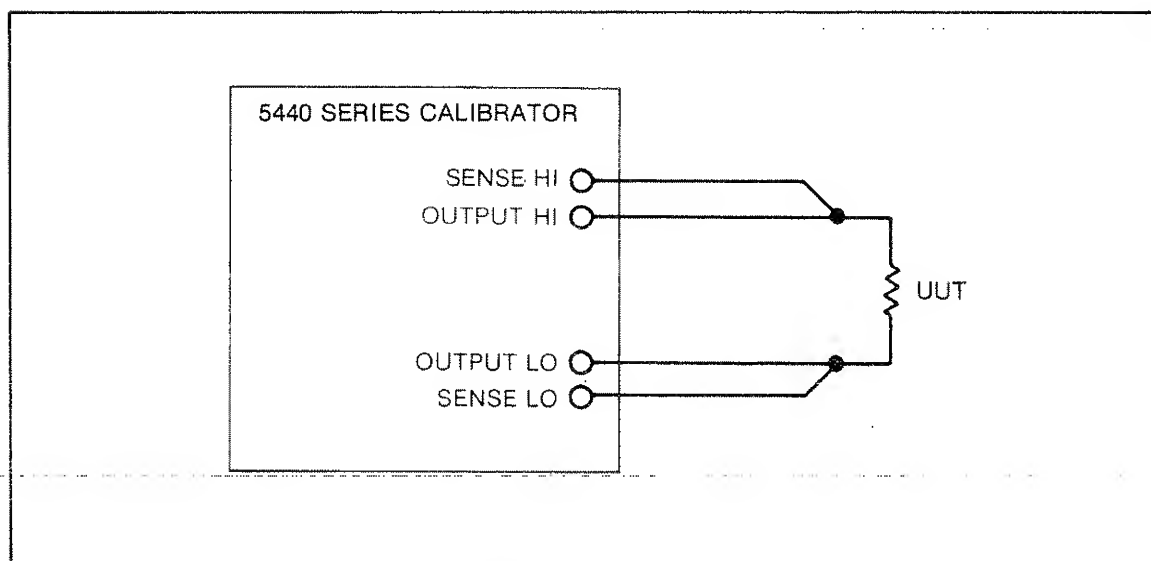 5440 SERIES CALIBRATOR
SENSE HI
OUTPUT HI
UUT
OUTPUT LO
SENSE LO